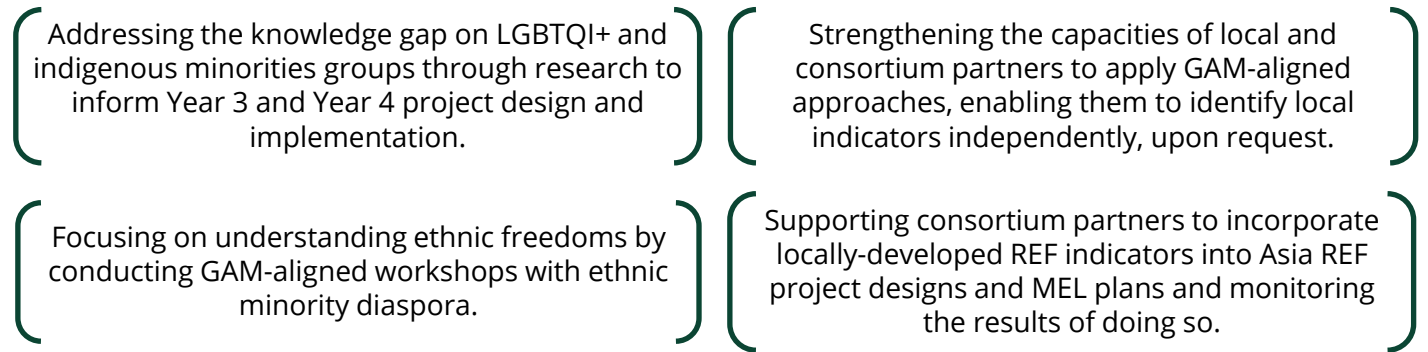 Addressing the knowledge gap on LGBTQI+ and
indigenous minorities groups through research to
inform Year 3 and Year 4 project design and
implementation.
Strengthening the capacities of local and
consortium partners to apply GAM-aligned
approaches, enabling them to identify local
indicators independently, upon request.
Focusing on understanding ethnic freedoms by
conducting GAM-aligned workshops with ethnic
minority diaspora.
Supporting consortium partners to incorporate
locally-developed REF indicators into Asia REF
project designs and MEL plans and monitoring
the results of doing so.